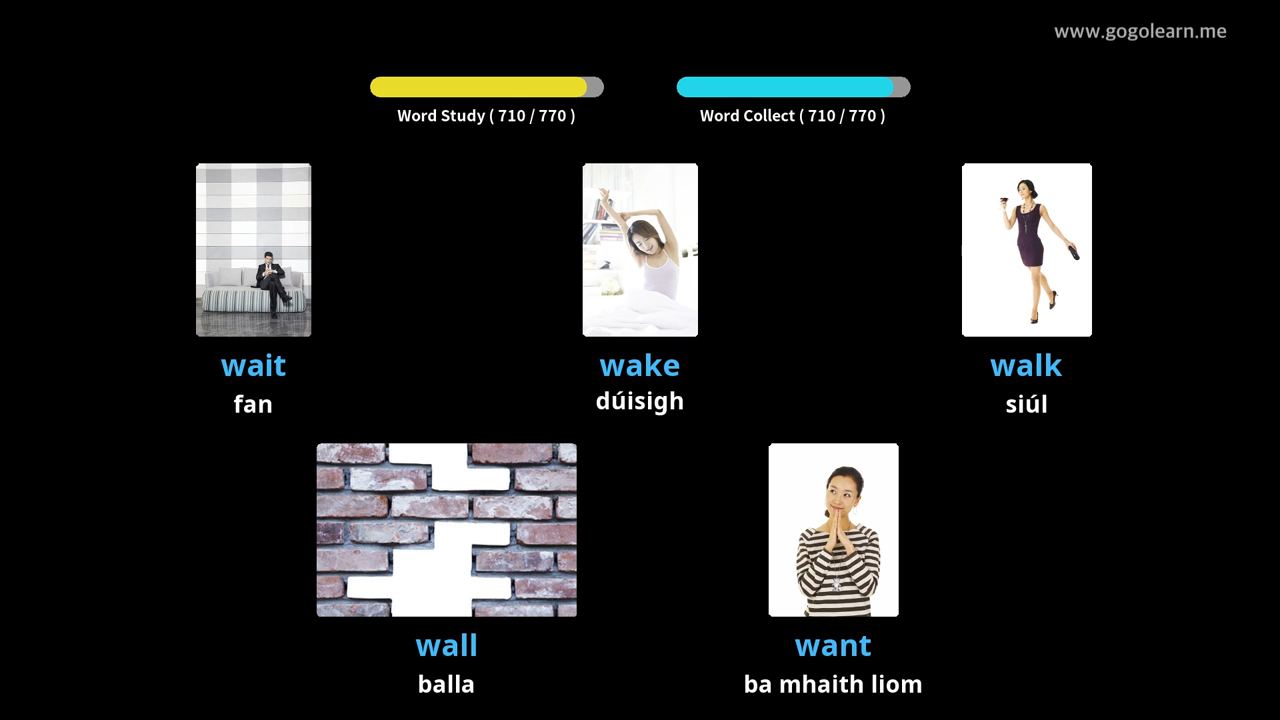 www.gogolearn.me
Word Study ( 710 / 770 )
Word Collect ( 710 / 770 )
wait
fan
wake
dúisigh
walk
siúl
wall
balla
want
ba mhaith liom